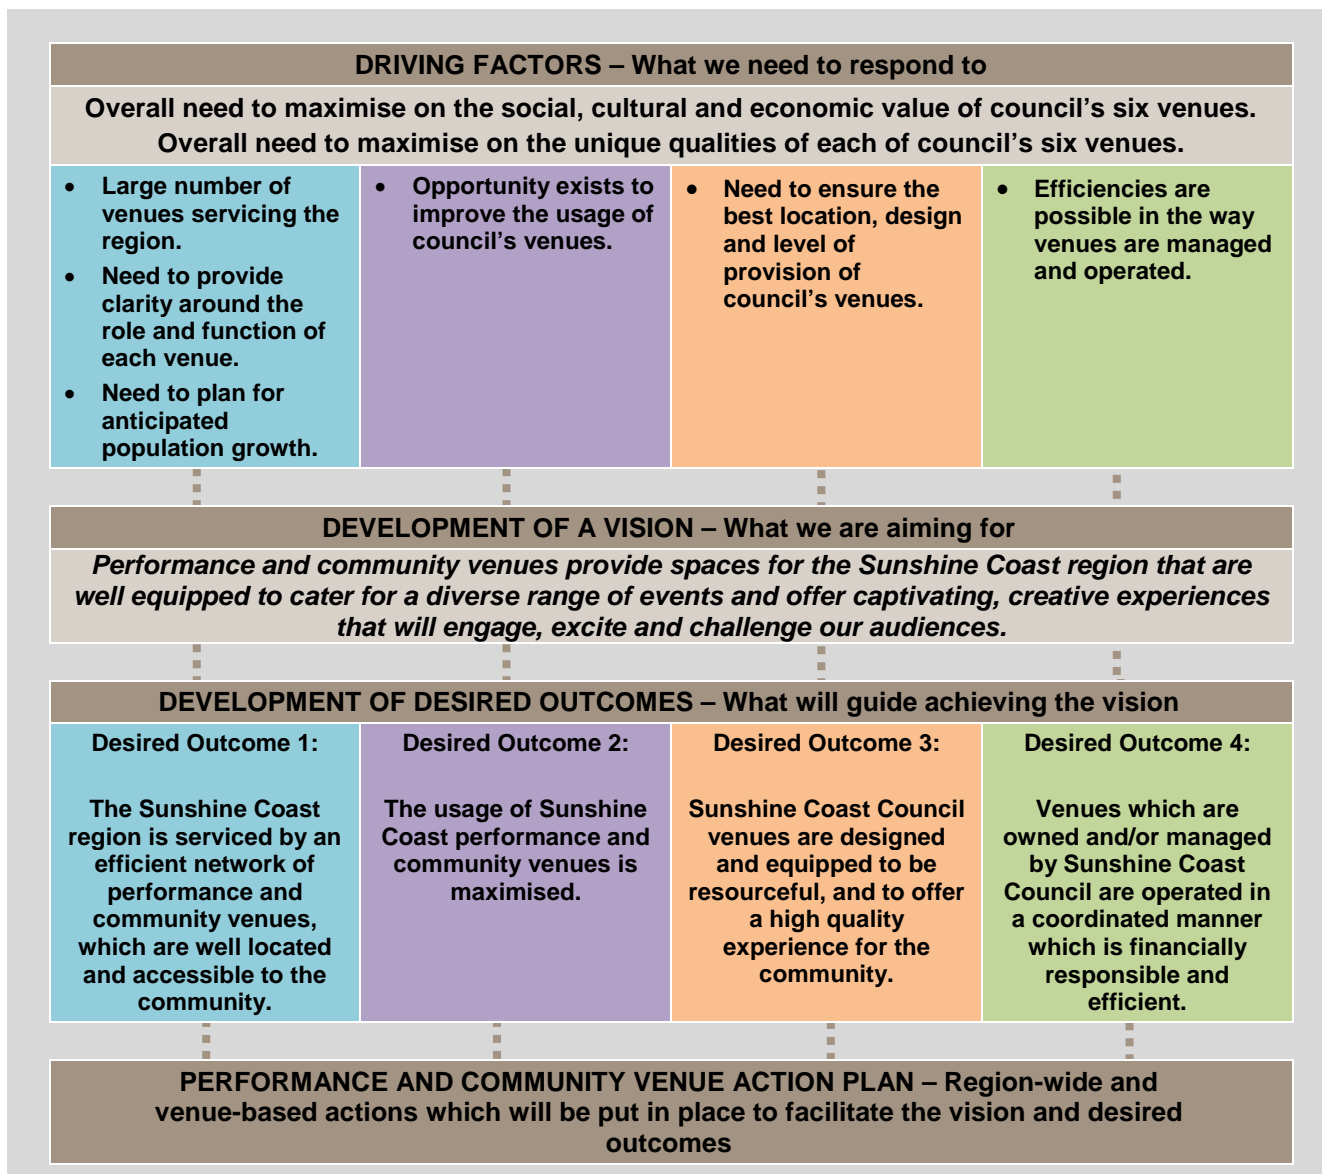 DRIVING FACTORS – What we need to respond to
Overall need to maximise on the social, cultural and economic value of council’s six venues.
Overall need to maximise on the unique qualities of each of council’s six venues.
• Large number of
venues servicing the
region.
• Need to provide
clarity around the
role and function of
each venue.
• Need to plan for
anticipated
population growth.
• Opportunity exists to
improve the usage of
council’s venues.
• Need to ensure the
best location, design
and level of
provision of
council’s venues.
• Efficiencies are
possible in the way
venues are managed
and operated.
DEVELOPMENT OF A VISION – What we are aiming for
Performance and community venues provide spaces for the Sunshine Coast region that are
well equipped to cater for a diverse range of events and offer captivating, creative experiences
that will engage, excite and challenge our audiences.
DEVELOPMENT OF DESIRED OUTCOMES – What will guide achieving the vision
Desired Outcome 1:
The Sunshine Coast
region is serviced by an
efficient network of
performance and
community venues,
which are well located
and accessible to the
community.
Desired Outcome 2:
The usage of Sunshine
Coast performance and
community venues is
maximised.
Desired Outcome 3:
Sunshine Coast Council
venues are designed
and equipped to be
resourceful, and to offer
a high quality
experience for the
community.
Desired Outcome 4:
Venues which are
owned and/or managed
by Sunshine Coast
Council are operated in
a coordinated manner
which is financially
responsible and
efficient.
PERFORMANCE AND COMMUNITY VENUE ACTION PLAN – Region-wide and
venue-based actions which will be put in place to facilitate the vision and desired
outcomes